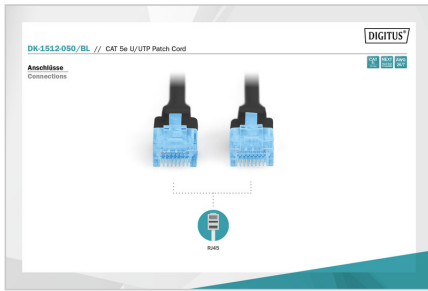 DIGITUS®
DK-1512-050/BL // CAT 5e U/UTP Patch Cord
Anschlüsse
Connections
RJ45